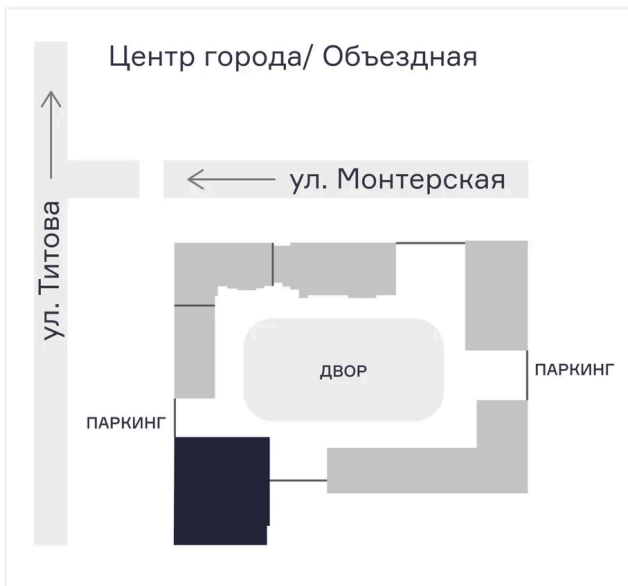 Центр города/ Объездная
ул. Монтерская
ул. Титова
ДВОР
ПАРКИНГ
ПАРКИНГ